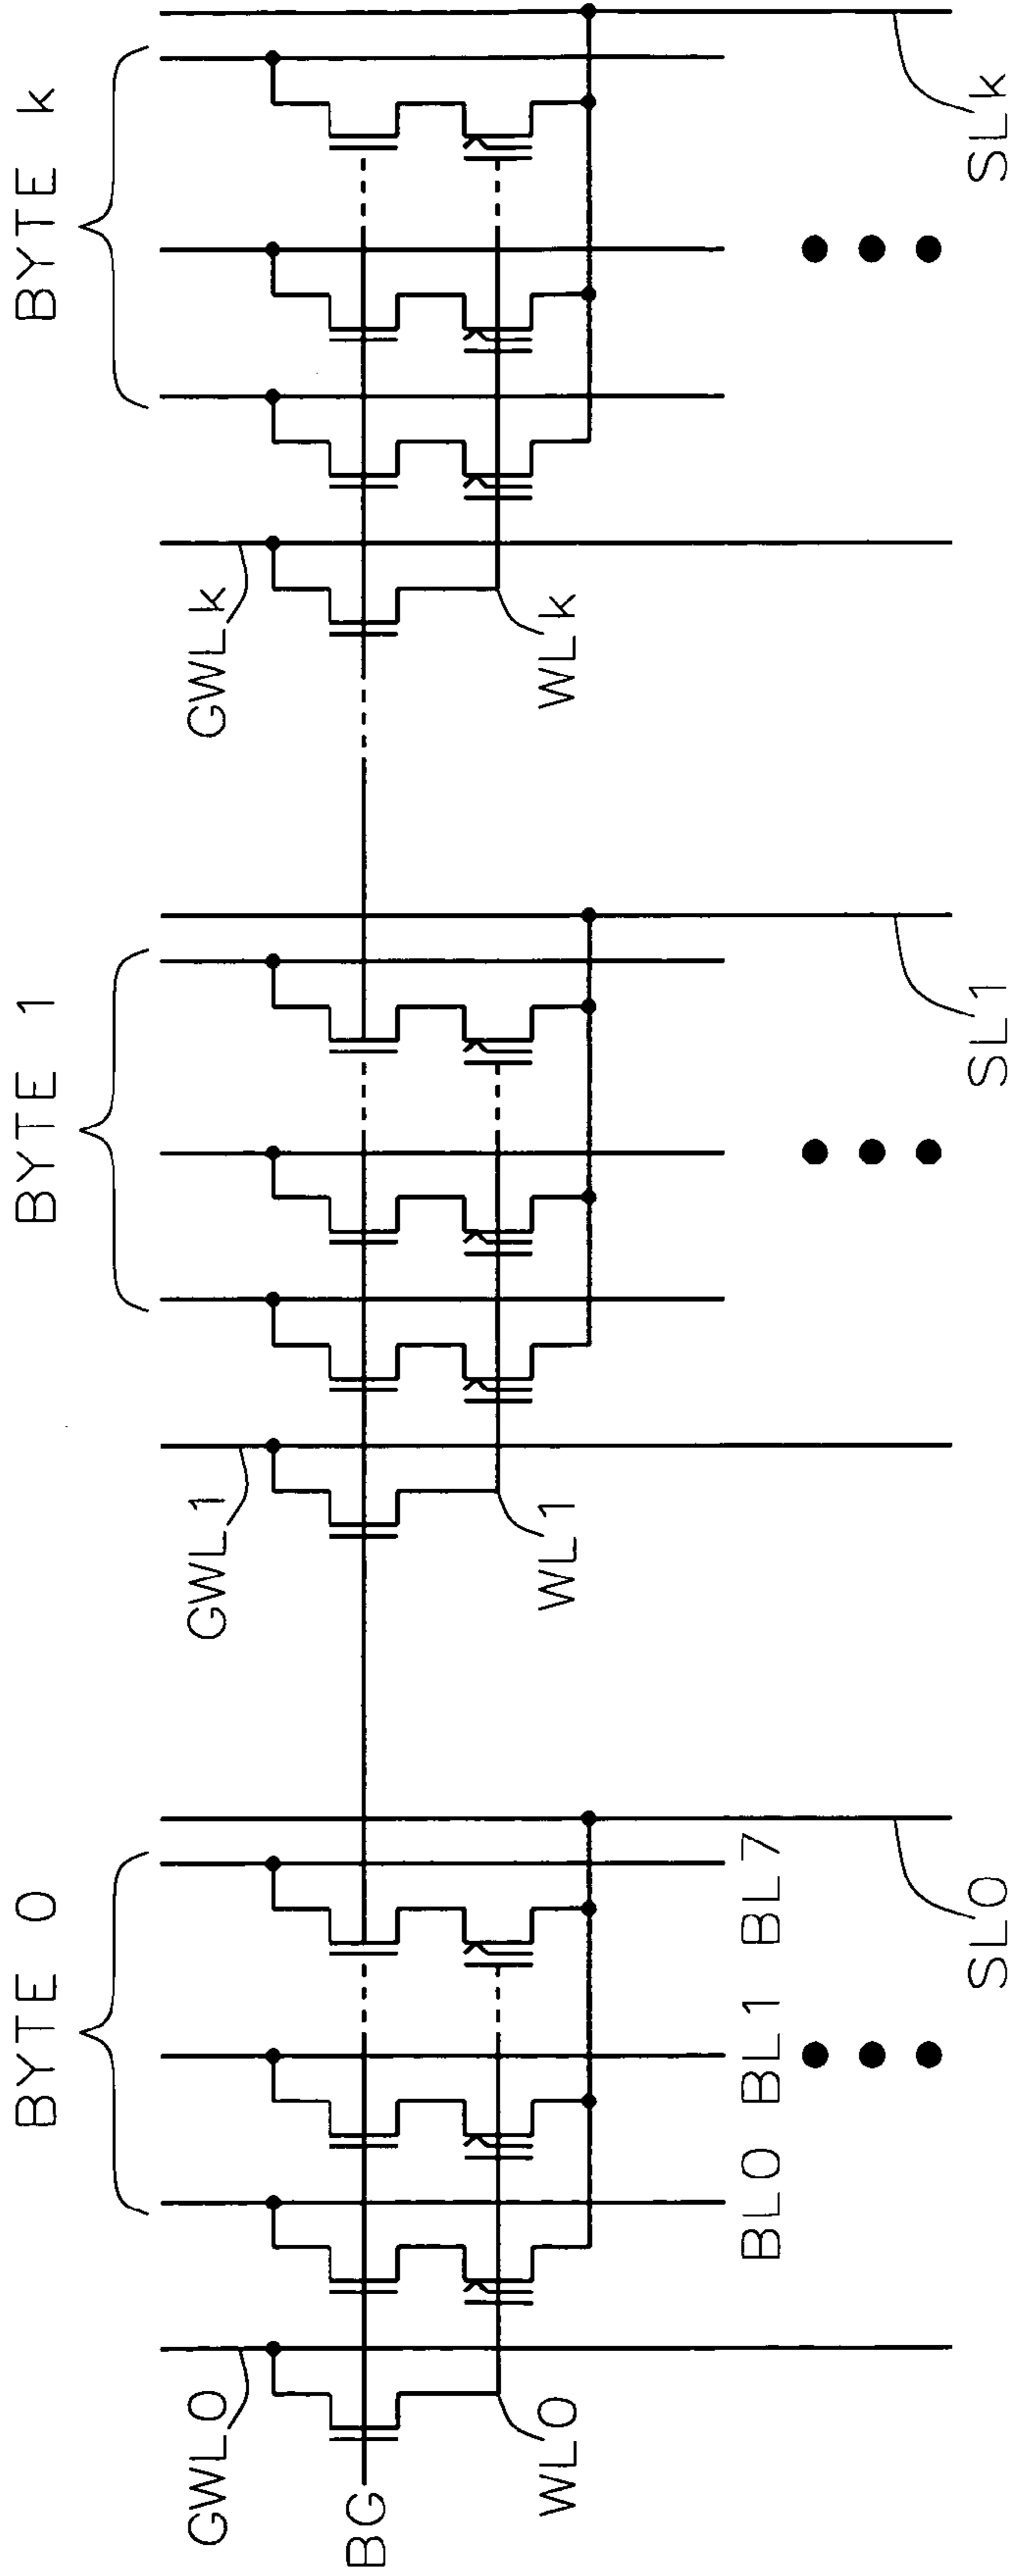 BYTE 0 BYTE 1 BYTE k
GWL0 GWL1 GWLk
BG
WL0 WL1 WLk
BL0 BL1 BL7
SL0 SL1 SLk